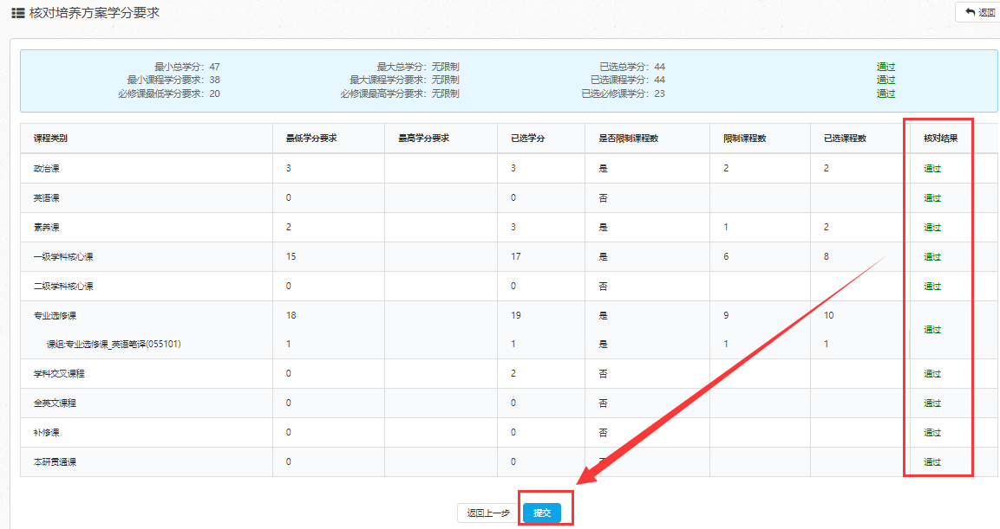 核对培养方案学分要求
返回
最小总学分：47 最大总学分：无限制 已选总学分：44 通过
最小课程学分要求：38 最大课程学分要求：无限制 已选课程学分：44 通过
必修课最低学分要求：20 必修课最高学分要求：无限制 已选必修课学分：23 通过
课程类别 最低学分要求 最高学分要求 已选学分 是否限制课程数 限制课程数 已选课程数 核对结果
政治课 3 3 是 2 2 通过
英语课 0 0 否 通过
素养课 2 3 是 1 2 通过
一级学科核心课 15 17 是 6 8 通过
二级学科核心课 0 0 否 通过
专业选修课 18 19 是 9 10 通过
课组:专业选修课_英语笔译(055101) 1 1 是 1 1
学科交叉课程 0 2 否 通过
全英文课程 0 0 否 通过
补修课 0 0 否 通过
本研贯通课 0 0 通过
返回上一步 提交